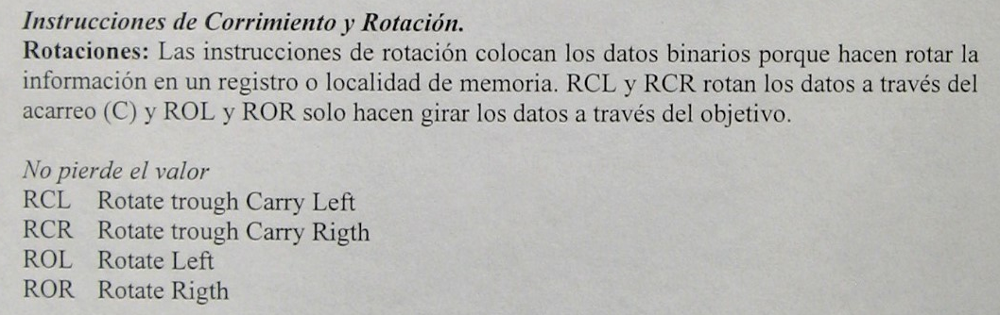 Instrucciones de Corrimiento y Rotación.
Rotaciones: Las instrucciones de rotación colocan los datos binarios porque hacen rotar la
información en un registro o localidad de memoria. RCL y RCR rotan los datos a través del
acarreo (C) y ROL y ROR solo hacen girar los datos a través del objetivo.
No pierde el valor
RCL Rotate trough Carry Left
RCR Rotate trough Carry Rigth
ROL Rotate Left
ROR Rotate Rigth